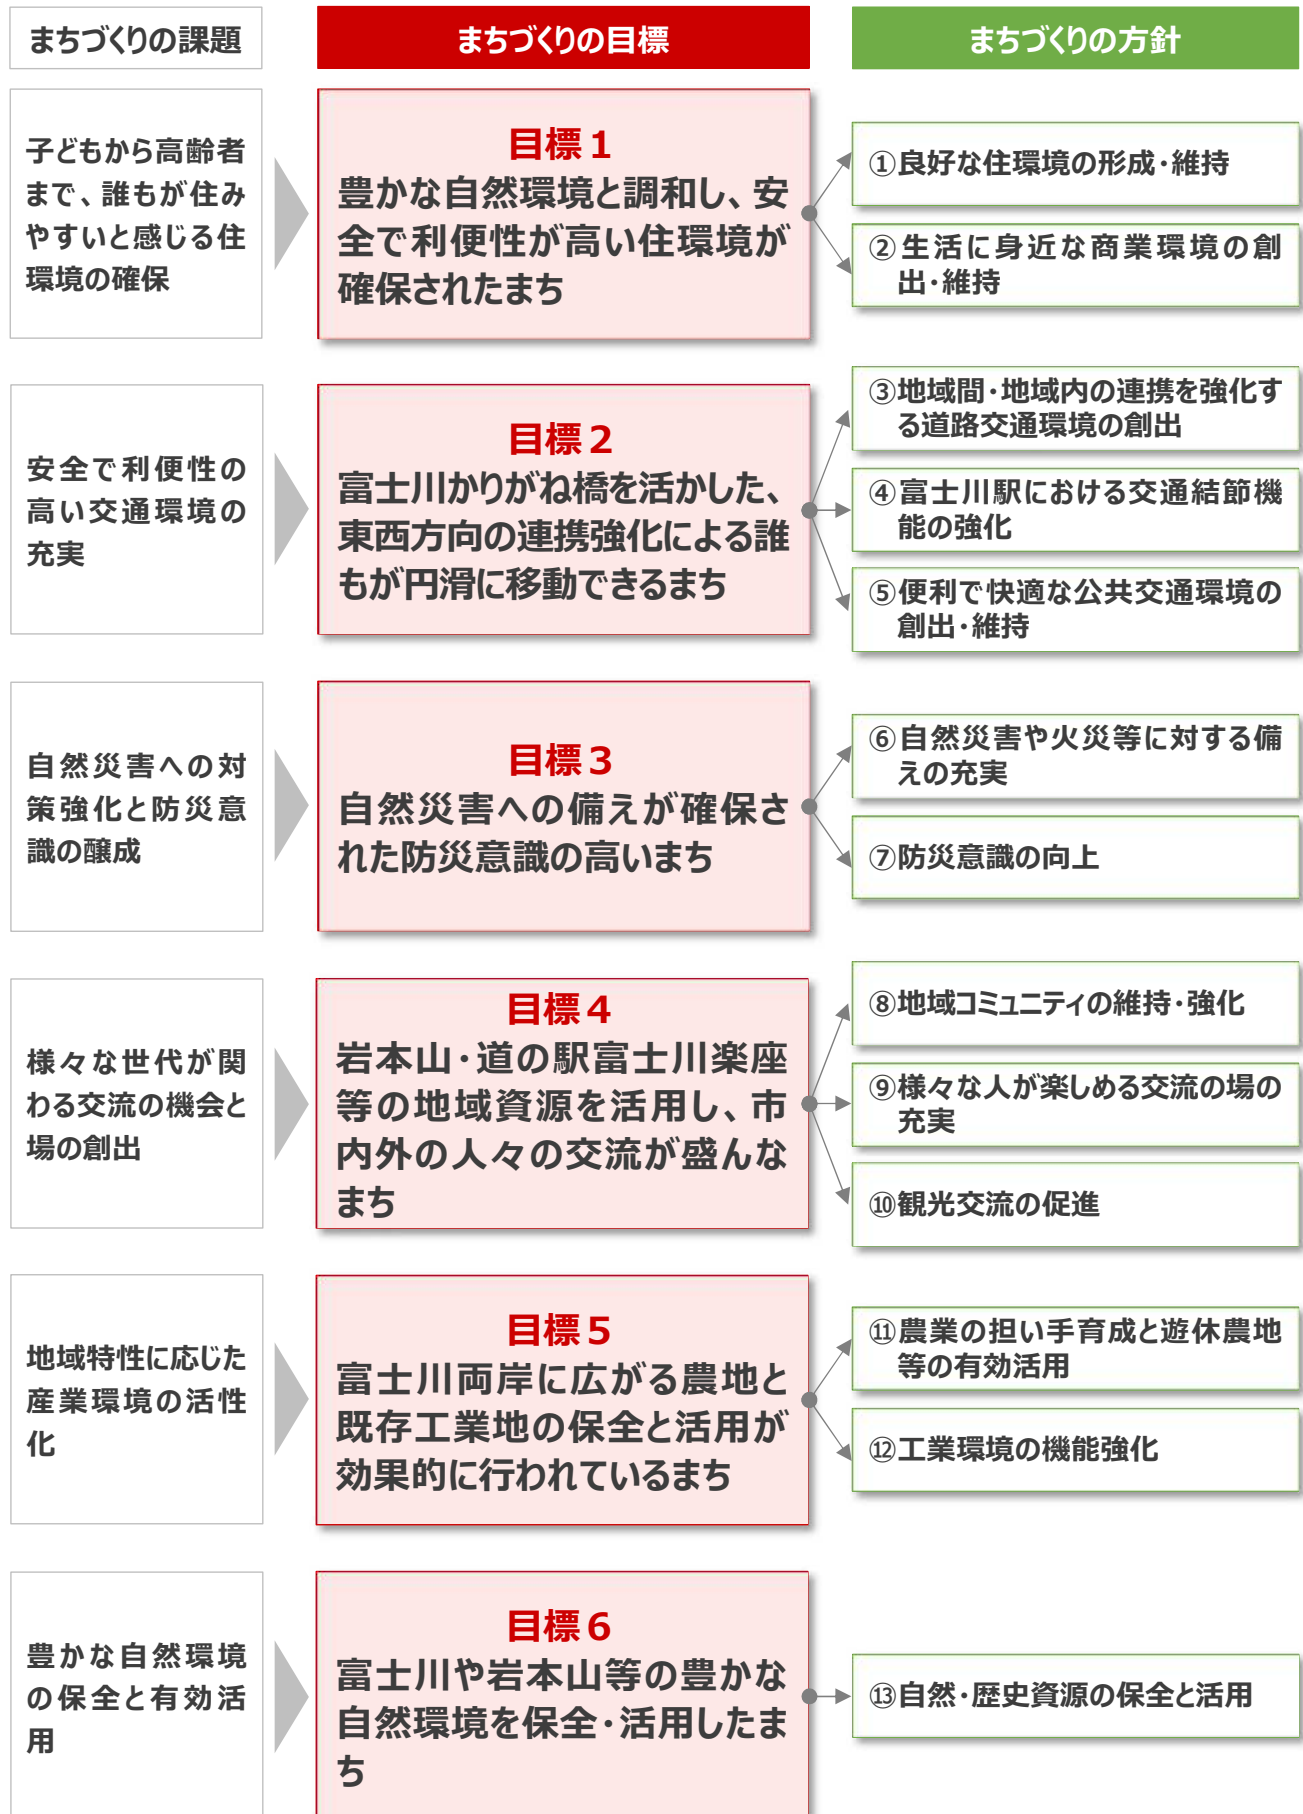 まちづくりの課題
まちづくりの目標
まちづくりの方針
子どもから高齢者
まで、誰もが住み
やすいと感じる住
環境の確保
目標１
豊かな自然環境と調和し、安
全で利便性が高い住環境が
確保されたまち
①良好な住環境の形成・維持
②生活に身近な商業環境の創
出・維持
安全で利便性の
高い交通環境の
充実
目標２
富士川かりがね橋を活かした、
東西方向の連携強化による誰
もが円滑に移動できるまち
③地域間・地域内の連携を強化す
る道路交通環境の創出
④富士川駅における交通結節機
能の強化
⑤便利で快適な公共交通環境の
創出・維持
自然災害への対
策強化と防災意
識の醸成
目標３
自然災害への備えが確保さ
れた防災意識の高いまち
⑥自然災害や火災等に対する備
えの充実
⑦防災意識の向上
様々な世代が関
わる交流の機会と
場の創出
目標４
岩本山・道の駅富士川楽座
等の地域資源を活用し、市
内外の人々の交流が盛んな
まち
⑧地域コミュニティの維持・強化
⑨様々な人が楽しめる交流の場の
充実
⑩観光交流の促進
地域特性に応じた
産業環境の活性
化
目標５
富士川両岸に広がる農地と
既存工業地の保全と活用が
効果的に行われているまち
⑪農業の担い手育成と遊休農地
等の有効活用
⑫工業環境の機能強化
豊かな自然環境
の保全と有効活
用
目標６
富士川や岩本山等の豊かな
自然環境を保全・活用したま
ち
⑬自然・歴史資源の保全と活用